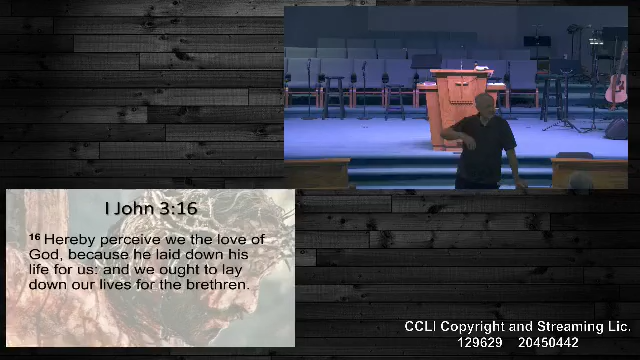 I John 3:16
16 Hereby perceive we the love of
God, because he laid down his
life for us: and we ought to lay
down our lives for the brethren.
CCLI Copyright and Streaming Lic.
129629 20450442